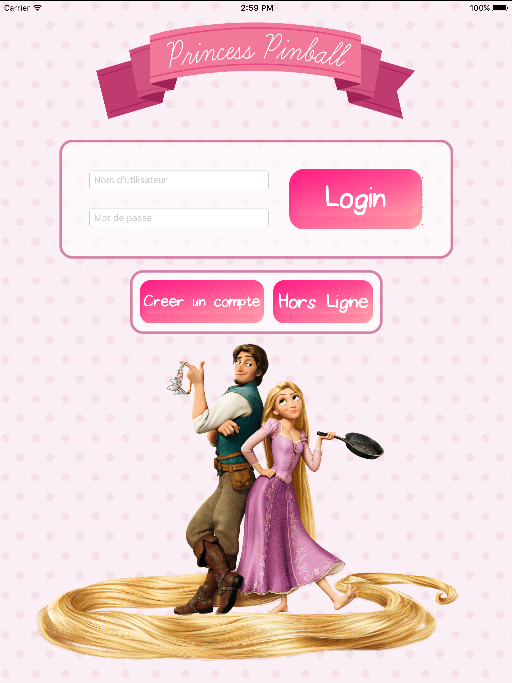 Carrier 2:59 PM 100%
Princess Pinball
Nom d'utilisateur
Login
Mot de passe
Creer un compte Hors Ligne